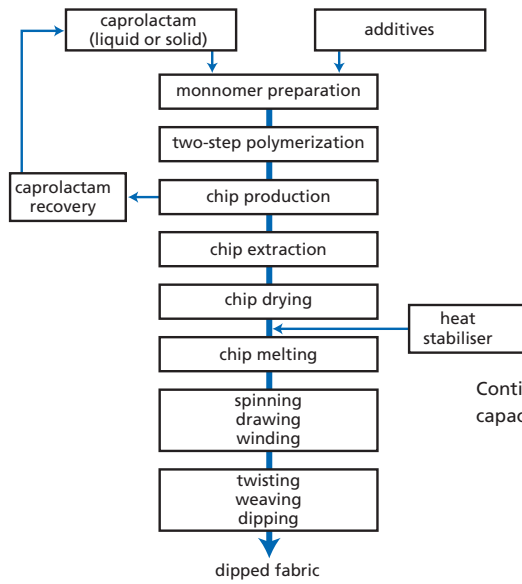 caprolactam
(liquid or solid)
additives
monnomer preparation
two-step polymerization
caprolactam
recovery
chip production
chip extraction
chip drying
heat
stabiliser
chip melting
spinning
drawing
winding
twisting
weaving
dipping
dipped fabric